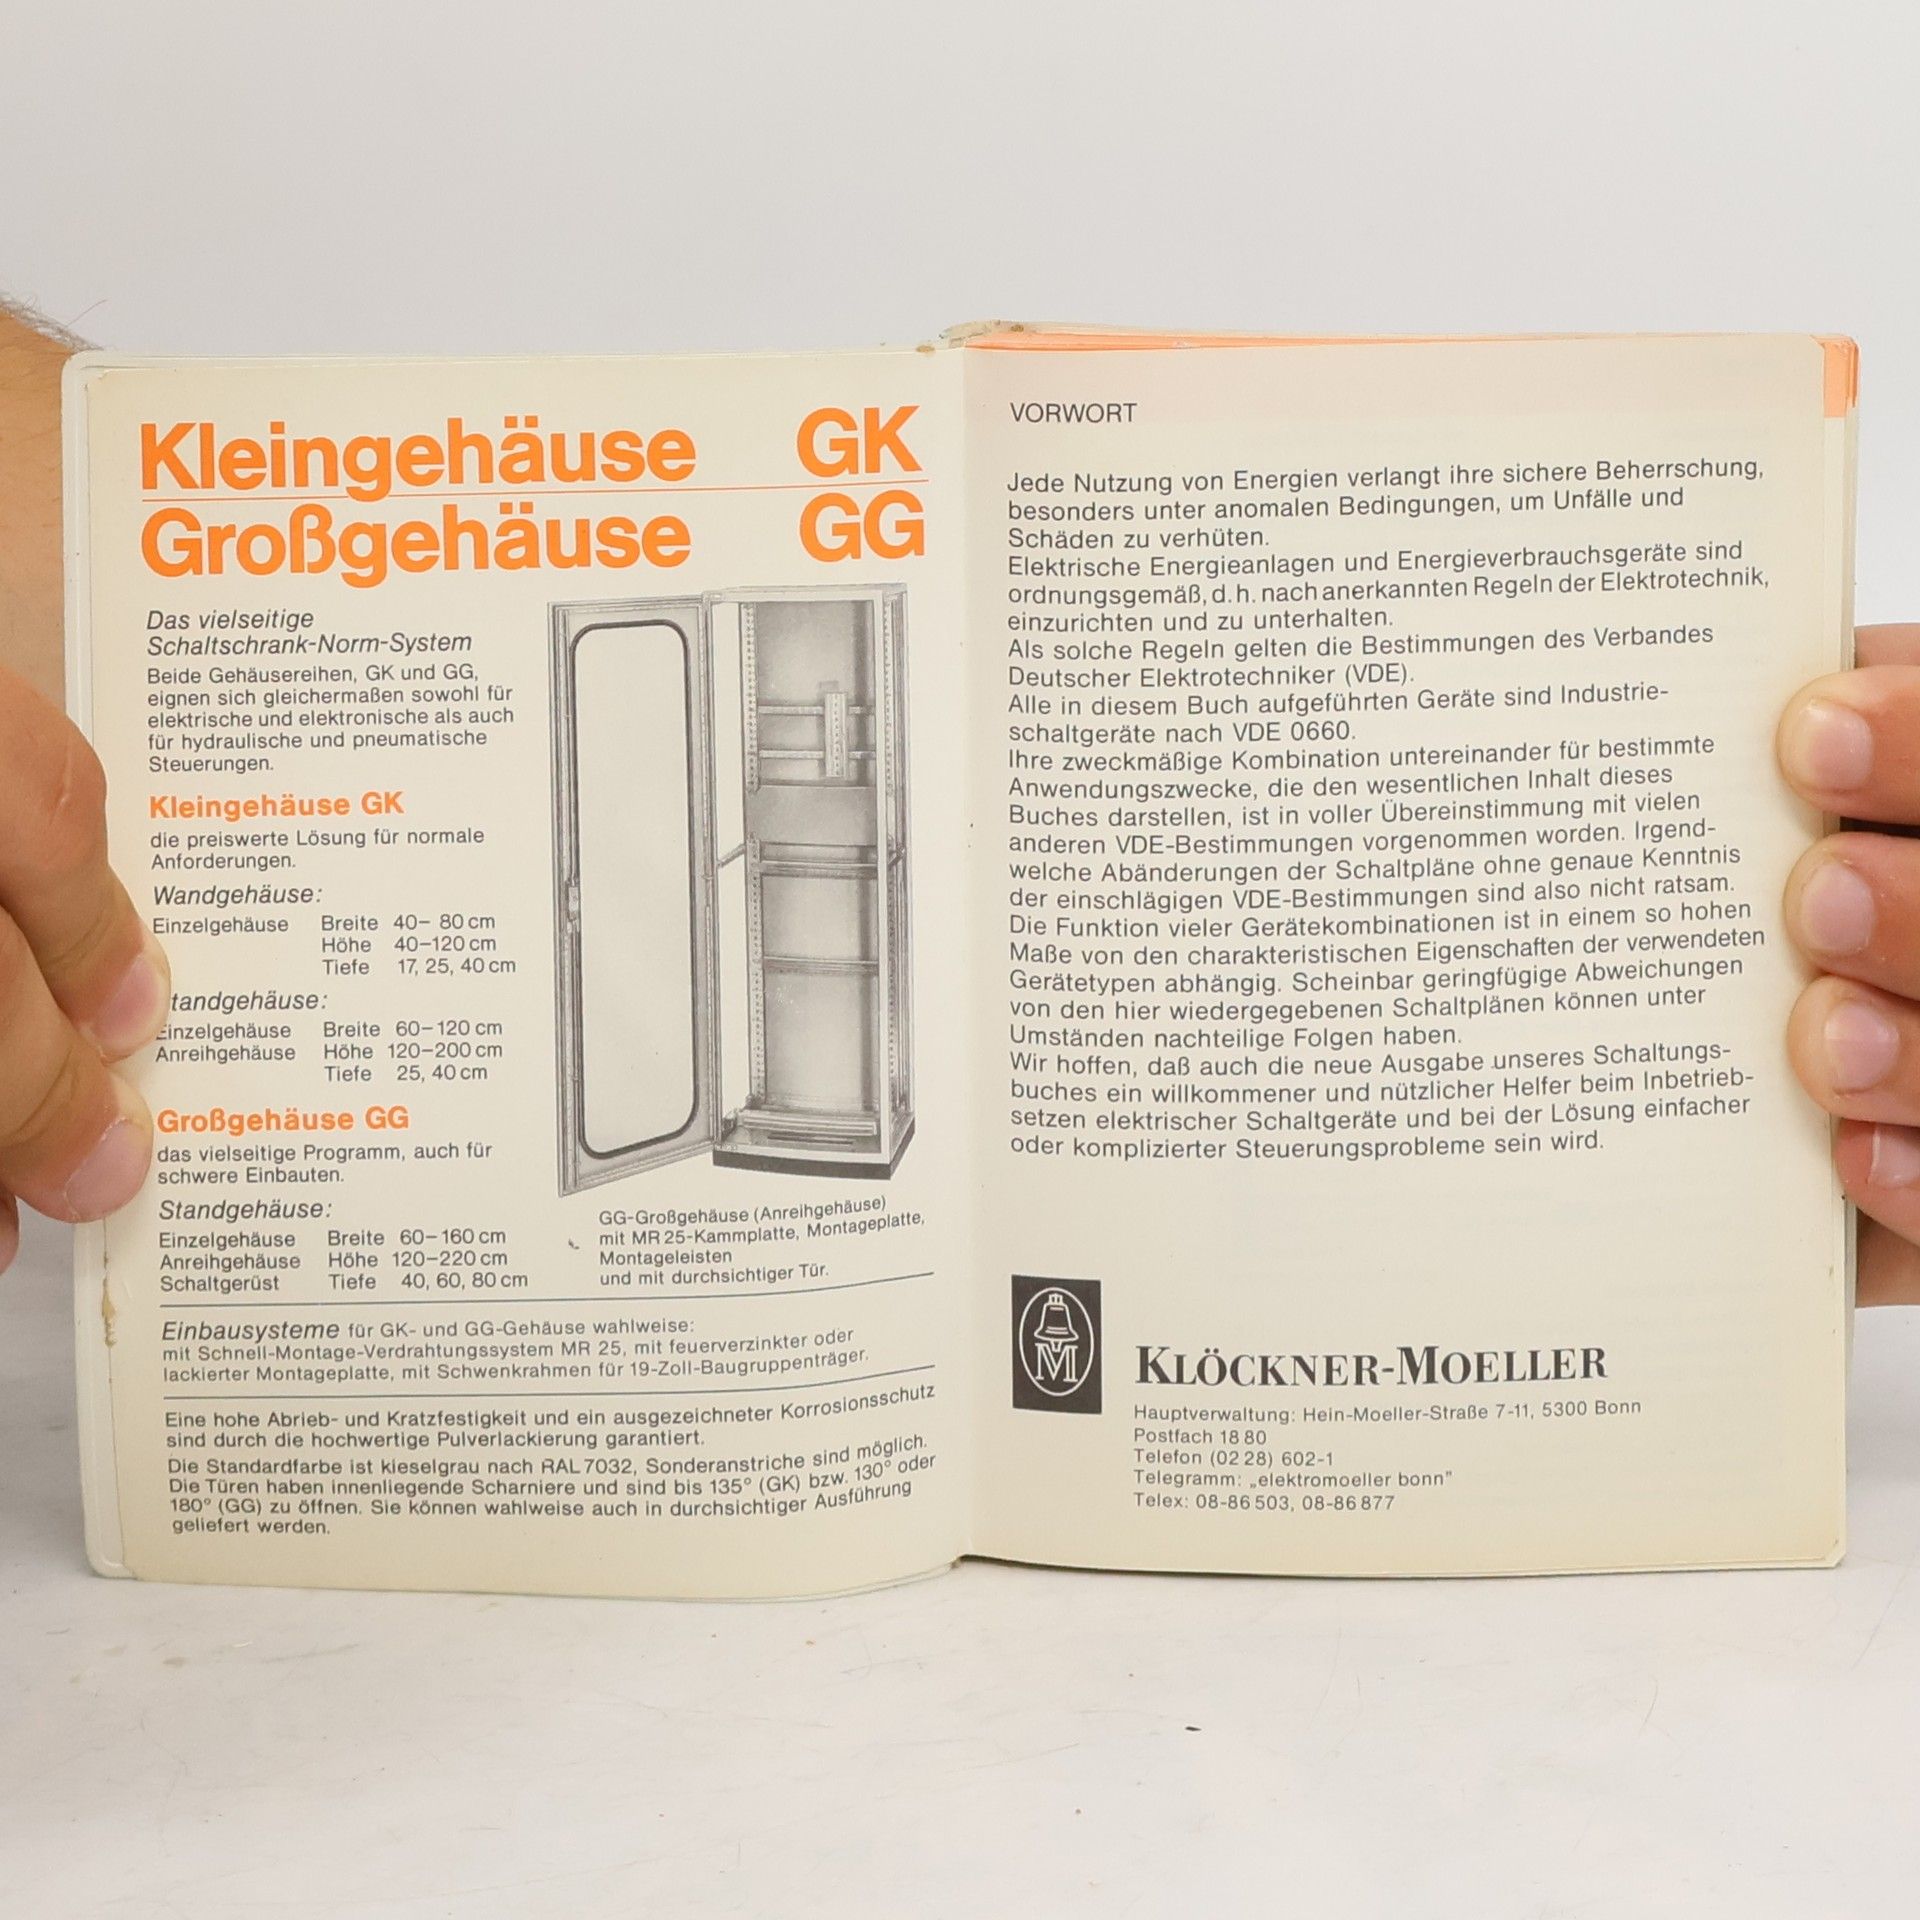 Kleingehäuse GK
Großgehäuse GG
Das vielseitige
Schaltschrank-Norm-System
Beide Gehäusereihen, GK und GG,
eignen sich gleichermaßen sowohl für
elektrische und elektronische als auch
für hydraulische und pneumatische
Steuerungen.
Kleingehäuse GK
die preiswerte Lösung für normale
Anforderungen.
Wandgehäuse:
Einzelgehäuse Breite 40– 80 cm
Höhe 40–120 cm
Tiefe 17, 25, 40 cm
tandgehäuse:
Einzelgehäuse Breite 60–120 cm
Anreihgehäuse Höhe 120–200 cm
Tiefe 25, 40 cm
Großgehäuse GG
das vielseitige Programm, auch für
schwere Einbauten.
Standgehäuse:
Einzelgehäuse Breite 60–160 cm
Anreihgehäuse Höhe 120–220 cm
Schaltgerüst Tiefe 40, 60, 80 cm
GG-Großgehäuse (Anreihgehäuse)
mit MR 25-Kammplatte, Montageplatte,
Montageleisten
und mit durchsichtiger Tür.
Einbausysteme für GK- und GG-Gehäuse wahlweise:
mit Schnell-Montage-Verdrahtungssystem MR 25, mit feuerverzinkter oder
lackierter Montageplatte, mit Schwenkrahmen für 19-Zoll-Baugruppenträger.
Eine hohe Abrieb- und Kratzfestigkeit und ein ausgezeichneter Korrosionsschutz
sind durch die hochwertige Pulverlackierung garantiert.
Die Standardfarbe ist kieselgrau nach RAL 7032, Sonderanstriche sind möglich.
Die Türen haben innenliegende Scharniere und sind bis 135° (GK) bzw. 130° oder
180° (GG) zu öffnen. Sie können wahlweise auch in durchsichtiger Ausführung
geliefert werden.
VORWORT
Jede Nutzung von Energien verlangt ihre sichere Beherrschung,
besonders unter anomalen Bedingungen, um Unfälle und
Schäden zu verhüten.
Elektrische Energieanlagen und Energieverbrauchsgeräte sind
ordnungsgemäß, d. h. nach anerkannten Regeln der Elektrotechnik,
einzurichten und zu unterhalten.
Als solche Regeln gelten die Bestimmungen des Verbandes
Deutscher Elektrotechniker (VDE).
Alle in diesem Buch aufgeführten Geräte sind Industrie-
schaltgeräte nach VDE 0660.
Ihre zweckmäßige Kombination untereinander für bestimmte
Anwendungszwecke, die den wesentlichen Inhalt dieses
Buches darstellen, ist in voller Übereinstimmung mit vielen
anderen VDE-Bestimmungen vorgenommen worden. Irgend-
welche Abänderungen der Schaltpläne ohne genaue Kenntnis
der einschlägigen VDE-Bestimmungen sind also nicht ratsam.
Die Funktion vieler Gerätekombinationen ist in einem so hohen
Maße von den charakteristischen Eigenschaften der verwendeten
Gerätetypen abhängig. Scheinbar geringfügige Abweichungen
von den hier wiedergegebenen Schaltplänen können unter
Umständen nachteilige Folgen haben.
Wir hoffen, daß auch die neue Ausgabe unseres Schaltungs-
buches ein willkommener und nützlicher Helfer beim Inbetrieb-
setzen elektrischer Schaltgeräte und bei der Lösung einfacher
oder komplizierter Steuerungsprobleme sein wird.
M
KLÖCKNER-MOELLER
Hauptverwaltung: Hein-Moeller-Straße 7-11, 5300 Bonn
Postfach 18 80
Telefon (02 28) 602-1
Telegramm: „elektromoeller bonn"
Telex: 08-86 503, 08-86 877